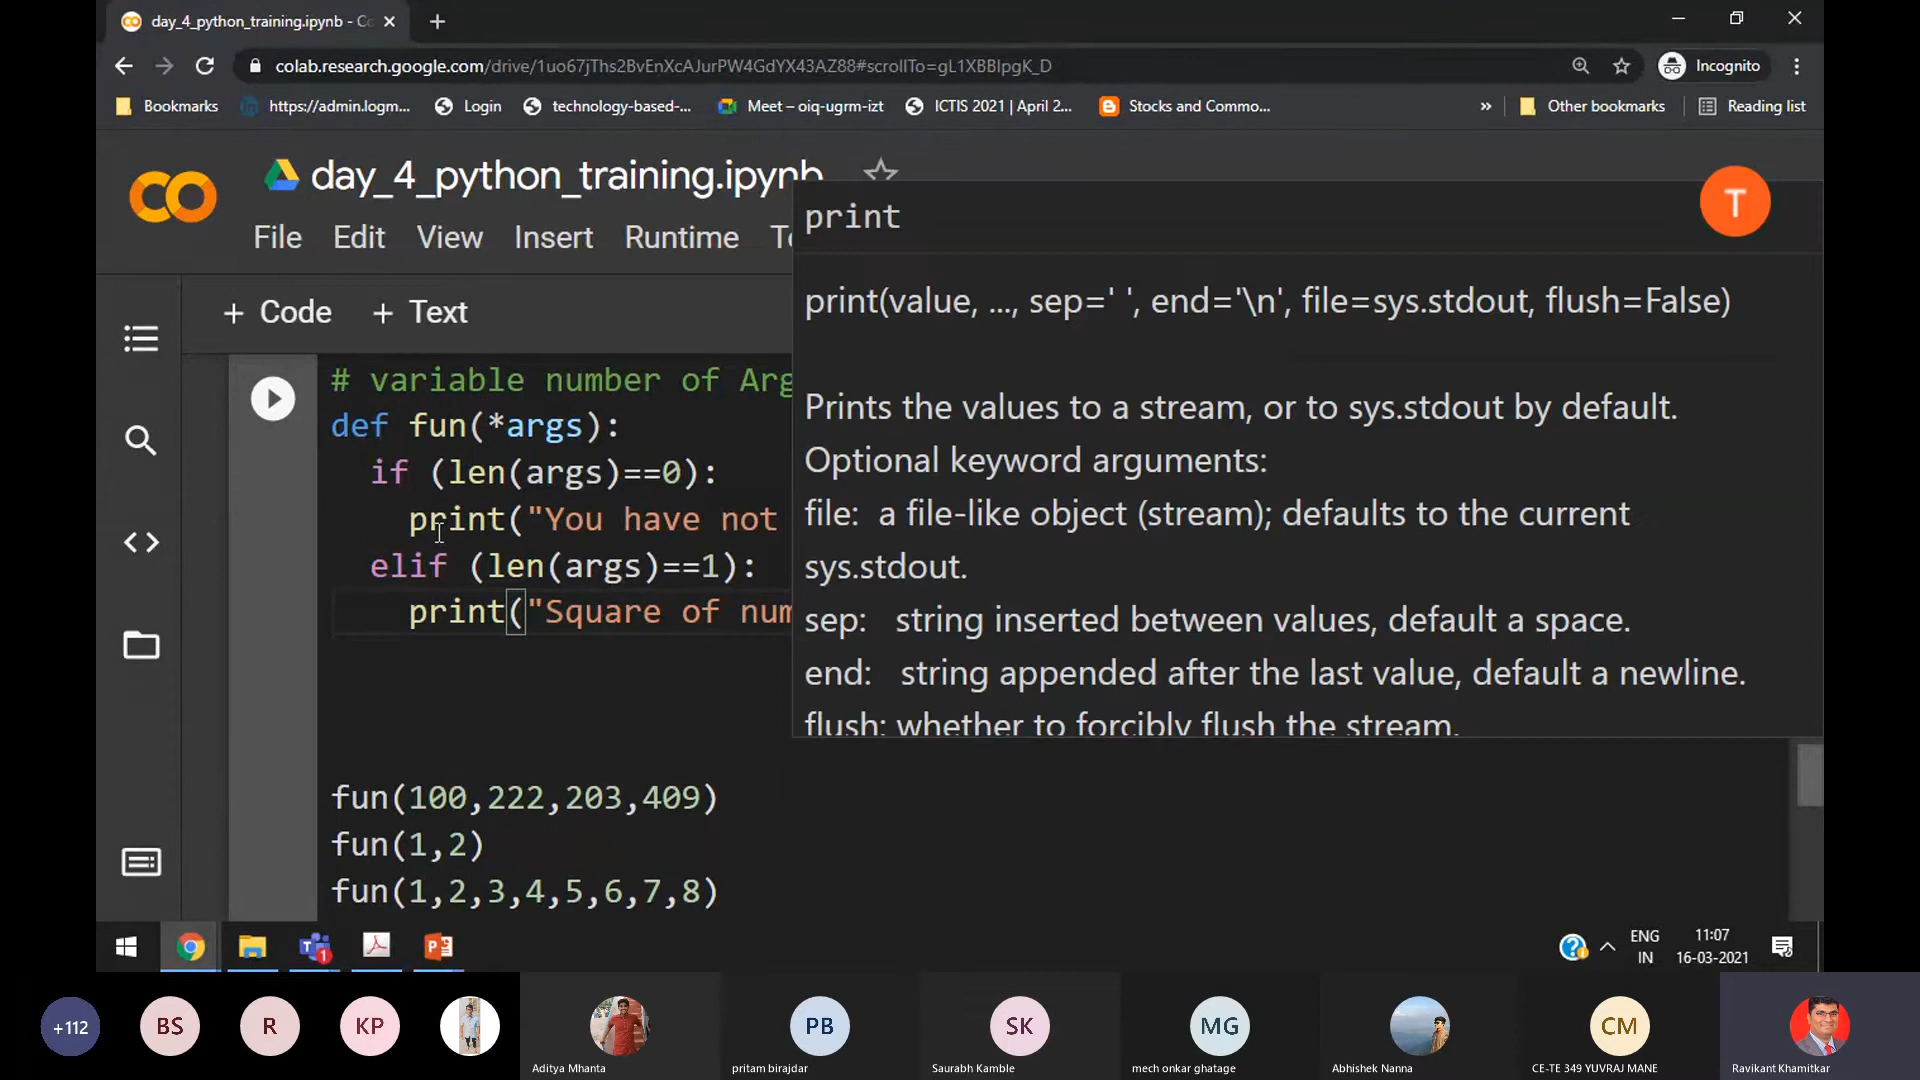 day_4_python_training.ipynb - Co
colab.research.google.com/drive/1uo67jThs2BvEnXcAJurPW4GdYX43AZ88#scrollTo=gL1XBBIpgK_D
Incognito
Bookmarks
https://admin.logm...
Login
technology-based-...
Meet – oiq-ugrm-izt
ICTIS 2021 | April 2...
Stocks and Commo...
»
Other bookmarks
Reading list
CO
day_4_python_training.ipynb
T
File Edit View Insert Runtime To
+ Code + Text
# variable number of Arg
def fun(*args):
if (len(args)==0):
print("You have not
elif (len(args)==1):
print("Square of num
fun(100,222,203,409)
fun(1,2)
fun(1,2,3,4,5,6,7,8)
print
print(value, ..., sep=' ', end='\n', file=sys.stdout, flush=False)
Prints the values to a stream, or to sys.stdout by default.
Optional keyword arguments:
file:  a file-like object (stream); defaults to the current
sys.stdout.
sep:   string inserted between values, default a space.
end:   string appended after the last value, default a newline.
flush: whether to forcibly flush the stream.
1
ENG
IN
11:07
16-03-2021
+112
BS
R
KP
Aditya Mhanta
PB
pritam birajdar
SK
Saurabh Kamble
MG
mech onkar ghatage
Abhishek Nanna
CM
CE-TE 349 YUVRAJ MANE
Ravikant Khamitkar